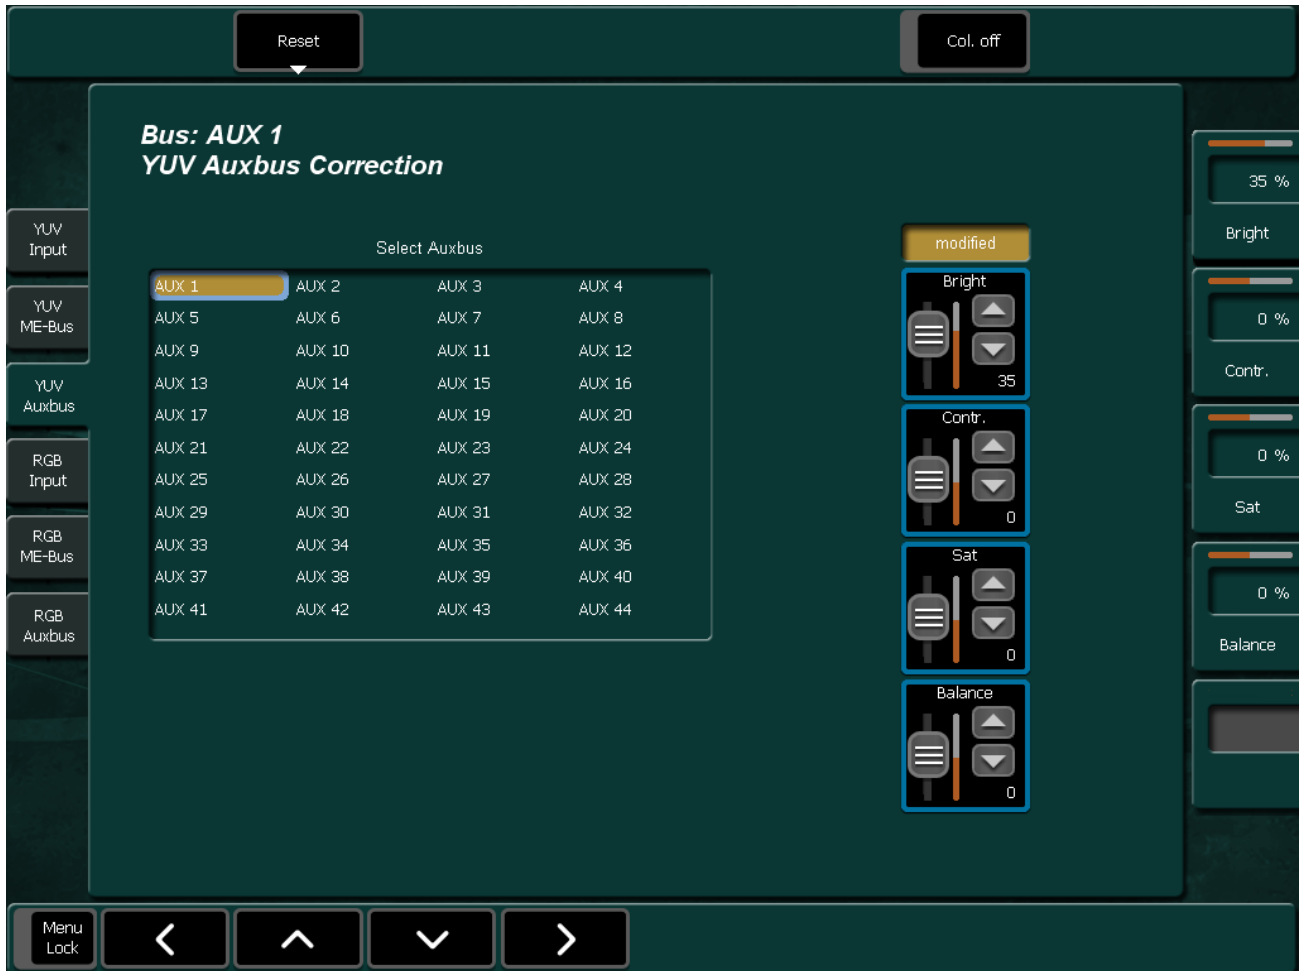 Reset
Col. off
Bus: AUX 1
YUV Auxbus Correction
YUV
Input
YUV
ME-Bus
YUV
Auxbus
RGB
Input
RGB
ME-Bus
RGB
Auxbus
Select Auxbus
AUX 1 AUX 2 AUX 3 AUX 4
AUX 5 AUX 6 AUX 7 AUX 8
AUX 9 AUX 10 AUX 11 AUX 12
AUX 13 AUX 14 AUX 15 AUX 16
AUX 17 AUX 18 AUX 19 AUX 20
AUX 21 AUX 22 AUX 23 AUX 24
AUX 25 AUX 26 AUX 27 AUX 28
AUX 29 AUX 30 AUX 31 AUX 32
AUX 33 AUX 34 AUX 35 AUX 36
AUX 37 AUX 38 AUX 39 AUX 40
AUX 41 AUX 42 AUX 43 AUX 44
modified
Bright
35
Contr.
0
Sat
0
Balance
0
35 %
Bright
0 %
Contr.
0 %
Sat
0 %
Balance
Menu
Lock